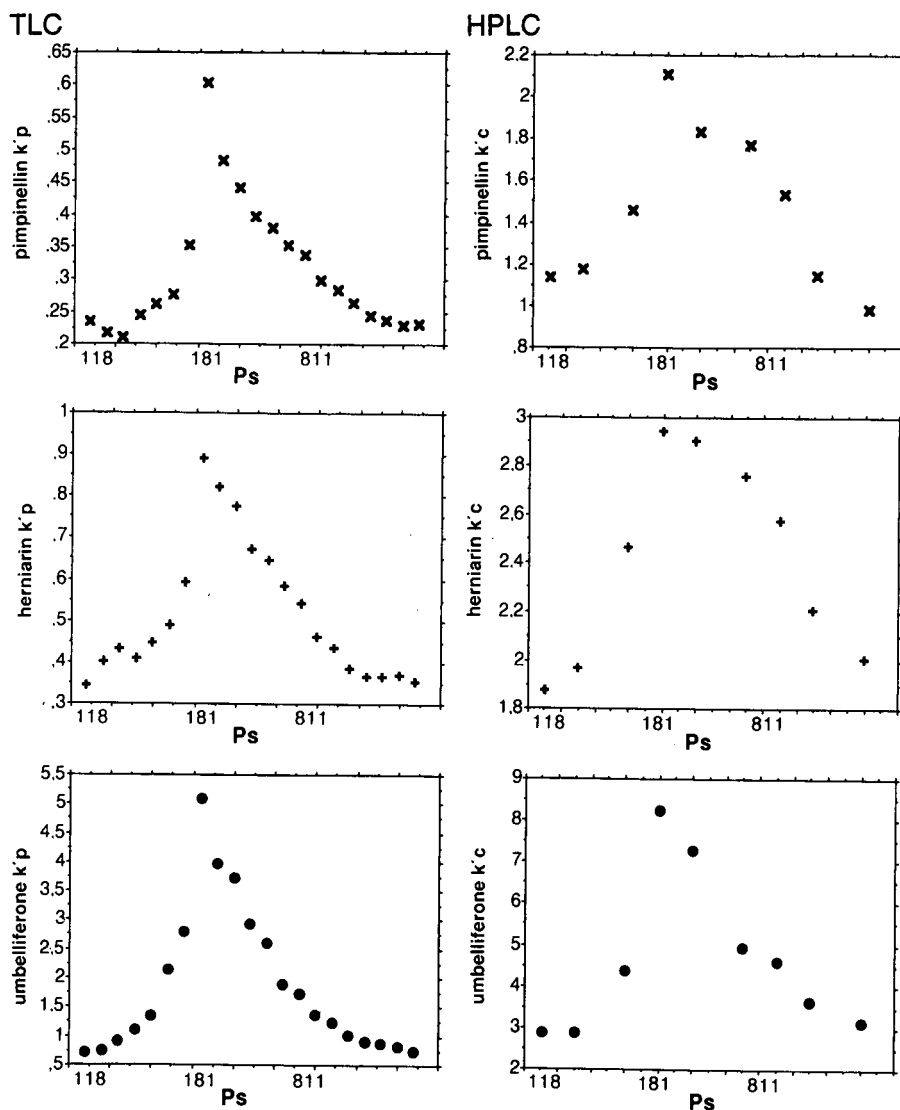 TLC
pimpinellin k´p
.65
.6
.55
.5
.45
.4
.35
.3
.25
.2
118 181 811
Ps
HPLC
pimpinellin k´c
2.2
2
1.8
1.6
1.4
1.2
1
.8
118 181 811
Ps
herniarin k´p
1
.9
.8
.7
.6
.5
.4
.3
118 181 811
Ps
herniarin k´c
3
2.8
2.6
2.4
2.2
2
1.8
118 181 811
Ps
umbelliferone k´p
5.5
5
4.5
4
3.5
3
2.5
2
1.5
1
.5
118 181 811
Ps
umbelliferone k´c
9
8
7
6
5
4
3
2
118 181 811
Ps